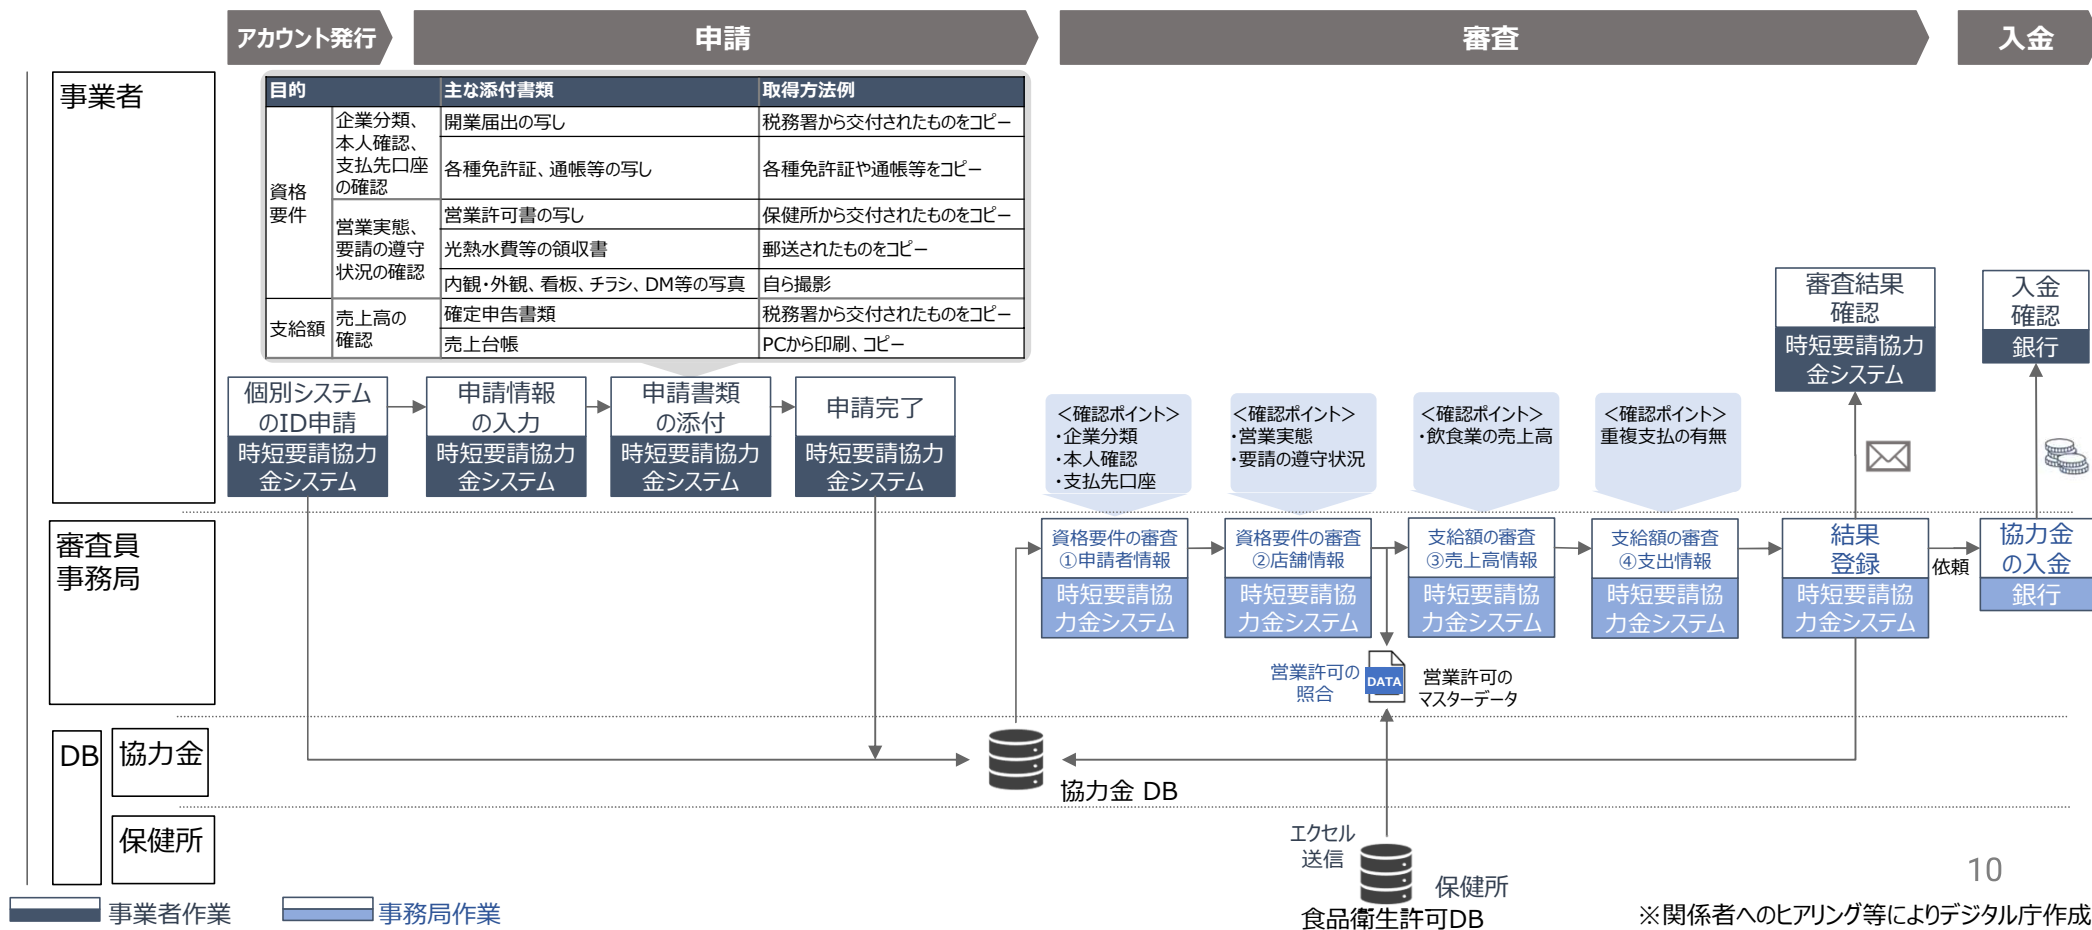 アカウント発行
申請
審査
入金
事業者
目的
主な添付書類
取得方法例
資格
要件
企業分類、
本人確認、
支払先口座
の確認
開業届出の写し
税務署から交付されたものをコピー
各種免許証、通帳等の写し
各種免許証や通帳等をコピー
営業実態、
要請の遵守
状況の確認
営業許可書の写し
保健所から交付されたものをコピー
光熱水費等の領収書
郵送されたものをコピー
内観・外観、看板、チラシ、DM等の写真
自ら撮影
支給額
売上高の
確認
確定申告書類
税務署から交付されたものをコピー
売上台帳
PCから印刷、コピー
個別システム
のID申請
時短要請協力
金システム
申請情報
の入力
時短要請協力
金システム
申請書類
の添付
時短要請協力
金システム
申請完了
時短要請協力
金システム
<確認ポイント>
・企業分類
・本人確認
・支払先口座
<確認ポイント>
・営業実態
・要請の遵守状況
<確認ポイント>
・飲食業の売上高
<確認ポイント>
重複支払の有無
審査結果
確認
時短要請協力
金システム
入金
確認
銀行
審査員
事務局
資格要件の審査
①申請者情報
時短要請協
力金システム
資格要件の審査
②店舗情報
時短要請協
力金システム
支給額の審査
③売上高情報
時短要請協
力金システム
支給額の審査
④支出情報
時短要請協
力金システム
結果
登録
時短要請協
力金システム
依頼
協力金
の入金
銀行
営業許可の
照合
DATA
営業許可の
マスターデータ
DB
協力金
協力金 DB
保健所
エクセル
送信
保健所
食品衛生許可DB
10
事業者作業
事務局作業
※関係者へのヒアリング等によりデジタル庁作成